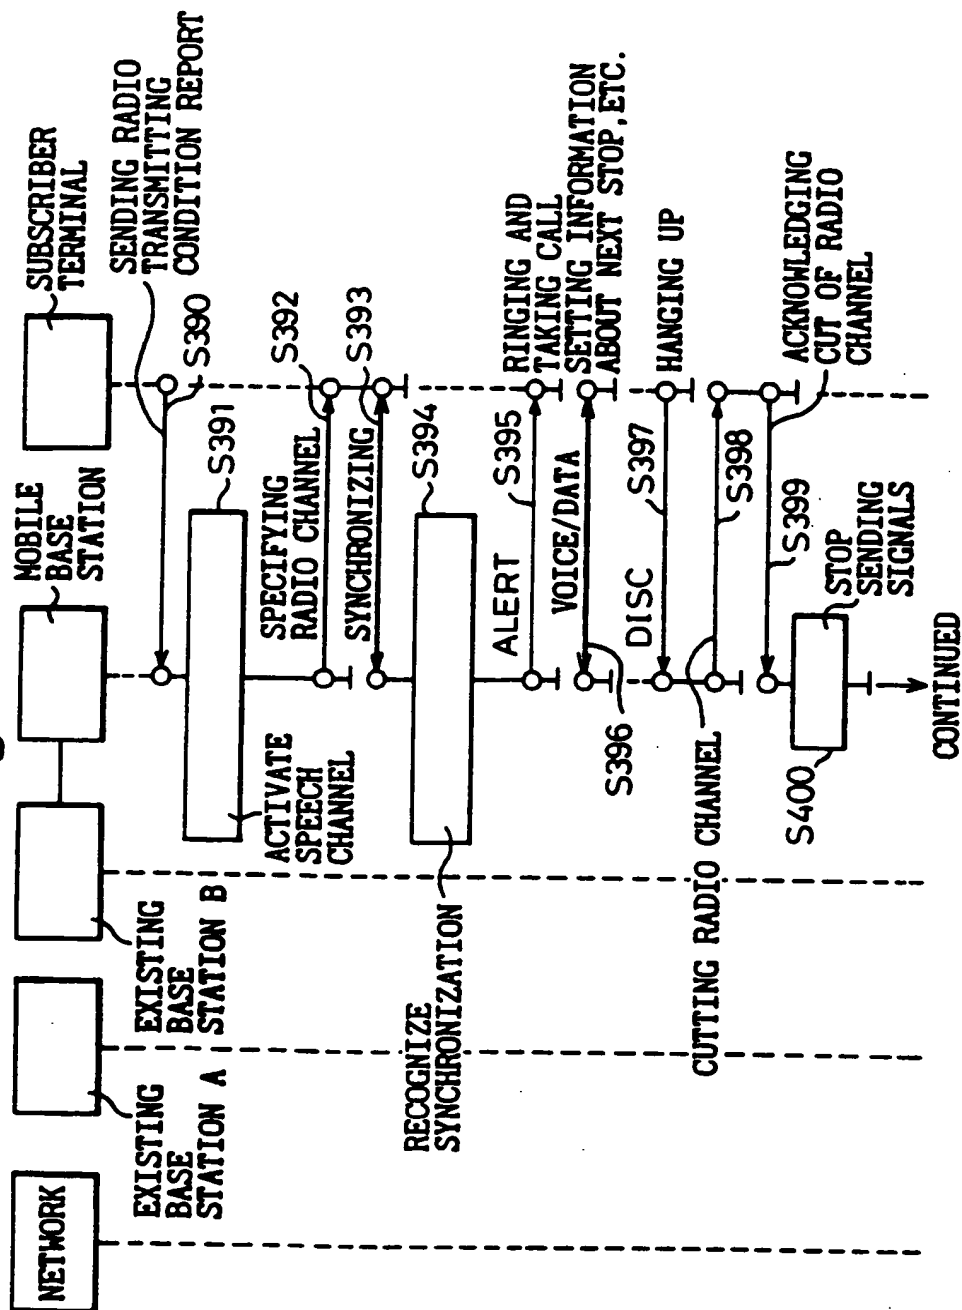 NETWORK
EXISTING
BASE
STATION A
EXISTING
BASE
STATION B
MOBILE
BASE
STATION
SUBSCRIBER
TERMINAL
SENDING RADIO
TRANSMITTING
CONDITION REPORT
S390
S391
ACTIVATE
SPEECH
CHANNEL
SPECIFYING
RADIO CHANNEL
S392
SYNCHRONIZING
S393
S394
RECOGNIZE
SYNCHRONIZATION
ALERT
S395
RINGING AND
TAKING CALL
VOICE/DATA
S396
SETTING INFORMATION
ABOUT NEXT STOP,ETC.
DISC
S397
HANGING UP
CUTTING RADIO CHANNEL
S398
S399
ACKNOWLEDGING
CUT OF RADIO
CHANNEL
S400
STOP
SENDING
SIGNALS
CONTINUED